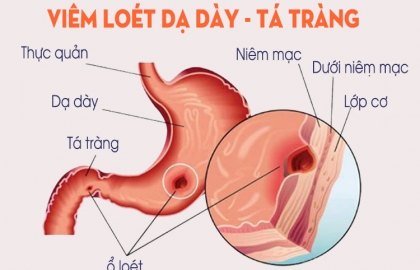 VIÊM LOÉT DẠ DÀY - TÁ TRÀNG
Thực quản
Niêm mạc
Dưới niêm mạc
Dạ dày
Lớp cơ
Tá tràng
ổ loét